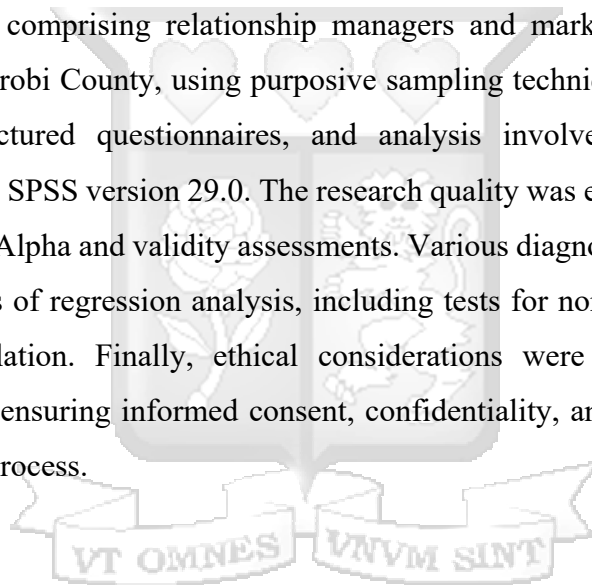 comprising relationship managers and mark
robi County, using purposive sampling techni
ctured questionnaires, and analysis involve
SPSS version 29.0. The research quality was e
Alpha and validity assessments. Various diagno
s of regression analysis, including tests for no
lation. Finally, ethical considerations were
ensuring informed consent, confidentiality, an
rocess.
VT OMNES VNVM SINT